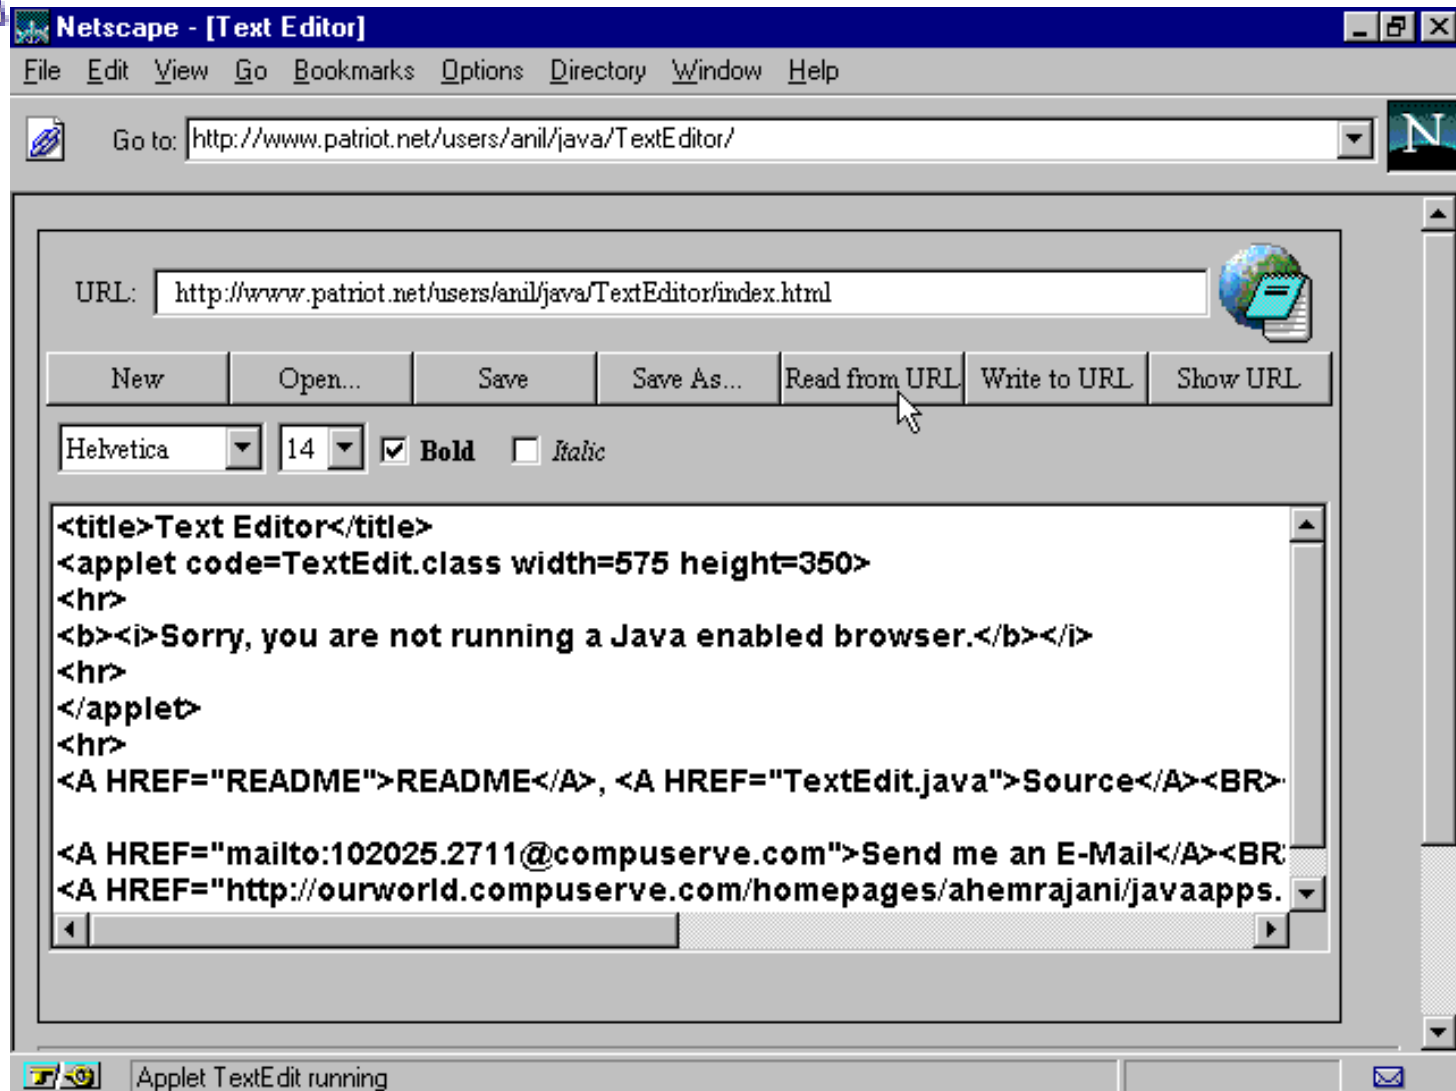 Netscape - [Text Editor]
File Edit View Go Bookmarks Options Directory Window Help
Go to: http://www.patriot.net/users/anil/java/TextEditor/
N
URL: http://www.patriot.net/users/anil/java/TextEditor/index.html
New Open... Save Save As... Read from URL Write to URL Show URL
Helvetica 14 Bold Italic
<title>Text Editor</title>
<applet code=TextEdit.class width=575 height=350>
<hr>
<b><i>Sorry, you are not running a Java enabled browser.</b></i>
<hr>
</applet>
<hr>
<A HREF="README">README</A>, <A HREF="TextEdit.java">Source</A><BR>
<A HREF="mailto:102025.2711@compuserve.com">Send me an E-Mail</A><BR
<A HREF="http://ourworld.compuserve.com/homepages/ahemrajani/javaapps.
Applet TextEdit running